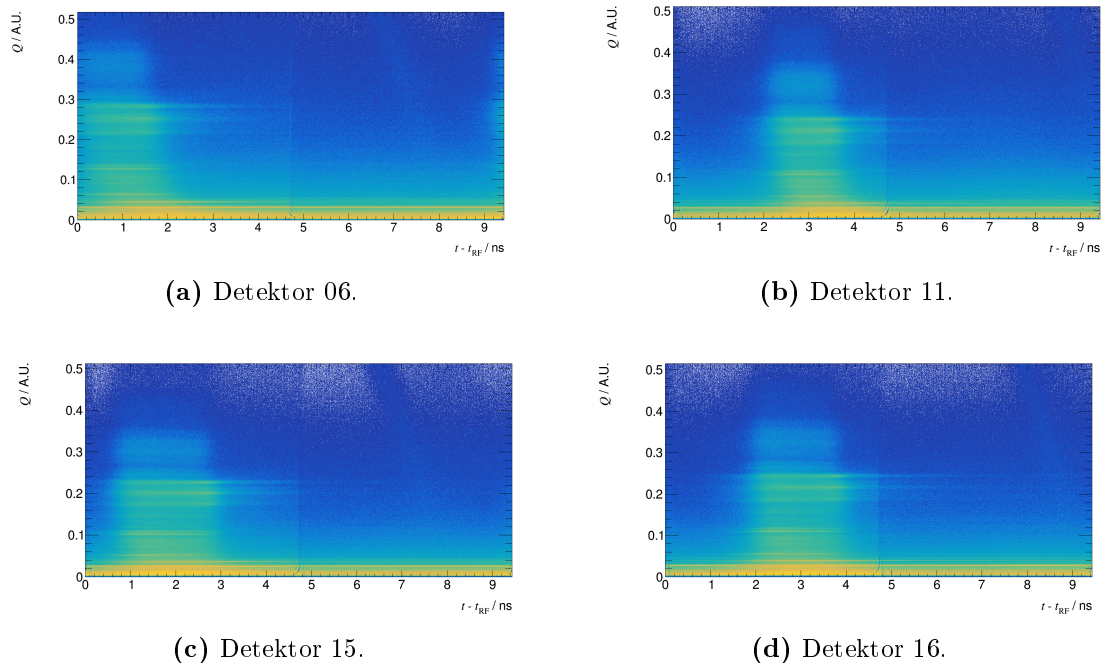 Q / A.U.
0.5
0.4
0.3
0.2
0.1
0
0 1 2 3 4 5 6 7 8 9
t - tRF / ns
(a) Detektor 06.
Q / A.U.
0.5
0.4
0.3
0.2
0.1
0
0 1 2 3 4 5 6 7 8 9
t - tRF / ns
(b) Detektor 11.
Q / A.U.
0.5
0.4
0.3
0.2
0.1
0
0 1 2 3 4 5 6 7 8 9
t - tRF / ns
(c) Detektor 15.
Q / A.U.
0.5
0.4
0.3
0.2
0.1
0
0 1 2 3 4 5 6 7 8 9
t - tRF / ns
(d) Detektor 16.